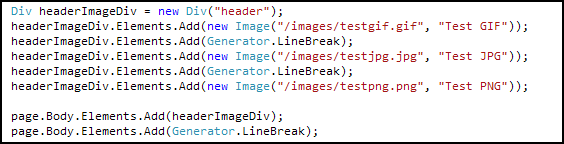 Div headerImageDiv = new Div("header");
headerImageDiv.Elements.Add(new Image("/images/testgif.gif", "Test GIF"));
headerImageDiv.Elements.Add(Generator.LineBreak);
headerImageDiv.Elements.Add(new Image("/images/testjpg.jpg", "Test JPG"));
headerImageDiv.Elements.Add(Generator.LineBreak);
headerImageDiv.Elements.Add(new Image("/images/testpng.png", "Test PNG"));

page.Body.Elements.Add(headerImageDiv);
page.Body.Elements.Add(Generator.LineBreak);